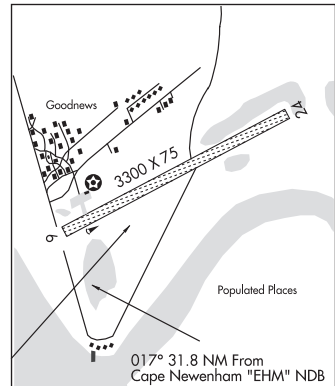 Goodnews
3300 X 75
24
6
Populated Places
017° 31.8 NM From
Cape Newenham "EHM" NDB